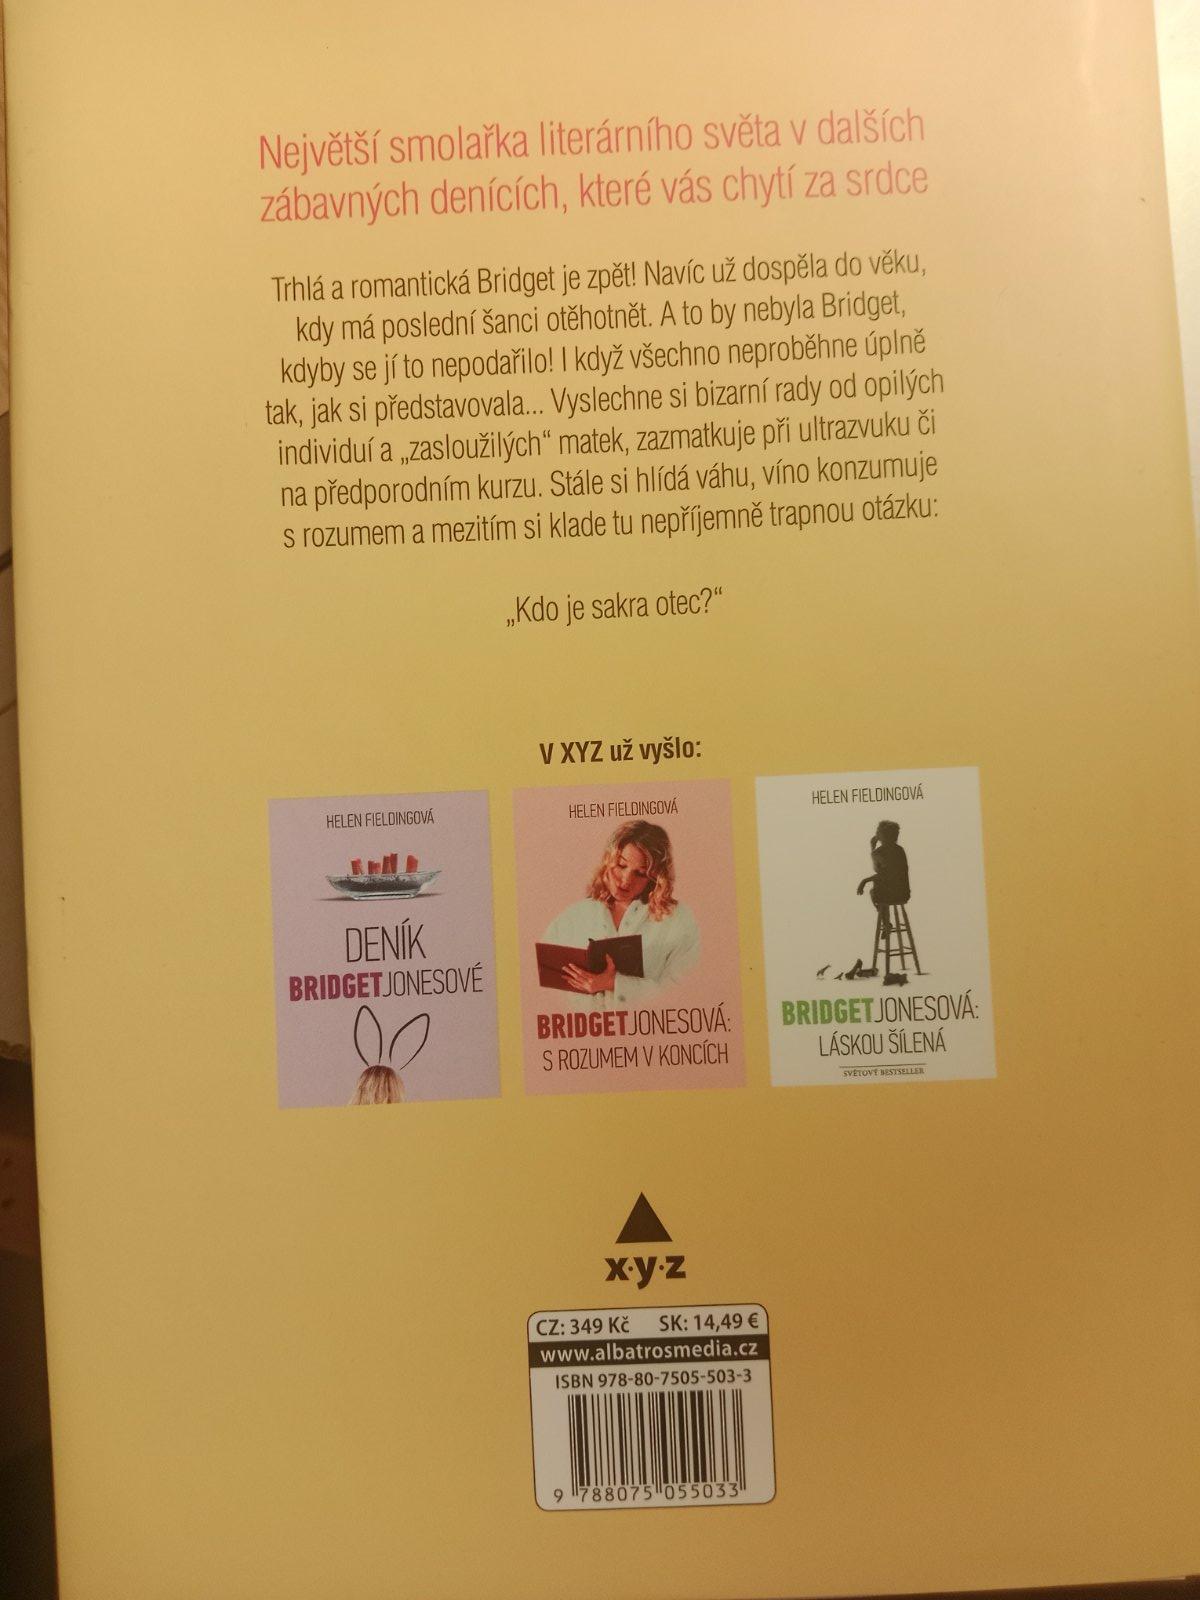 Největší smolařka literárního světa v dalších
zábavných denících, které vás chytí za srdce
Trhlá a romantická Bridget je zpět! Navíc už dospěla do věku,
kdy má poslední šanci otěhotnět. A to by nebyla Bridget,
kdyby se jí to nepodařilo! I když všechno neproběhne úplně
tak, jak si představovala... Vyslechne si bizarní rady od opilých
individuí a „zasloužilých“ matek, zazmatkuje při ultrazvuku či
na předporodním kurzu. Stále si hlídá váhu, víno konzumuje
s rozumem a mezitím si klade tu nepříjemně trapnou otázku:
„Kdo je sakra otec?“
V XYZ už vyšlo:
HELEN FIELDINGOVÁ
DENÍK
BRIDGETJONESOVÉ
HELEN FIELDINGOVÁ
BRIDGETJONESOVÁ:
S ROZUMEM V KONCÍCH
HELEN FIELDINGOVÁ
BRIDGETJONESOVÁ:
LÁSKOU ŠÍLENÁ
SVĚTOVÝ BESTSELLER
x·y·z
CZ: 349 Kč SK: 14,49 €
www.albatrosmedia.cz
ISBN 978-80-7505-503-3
9 788075 055033